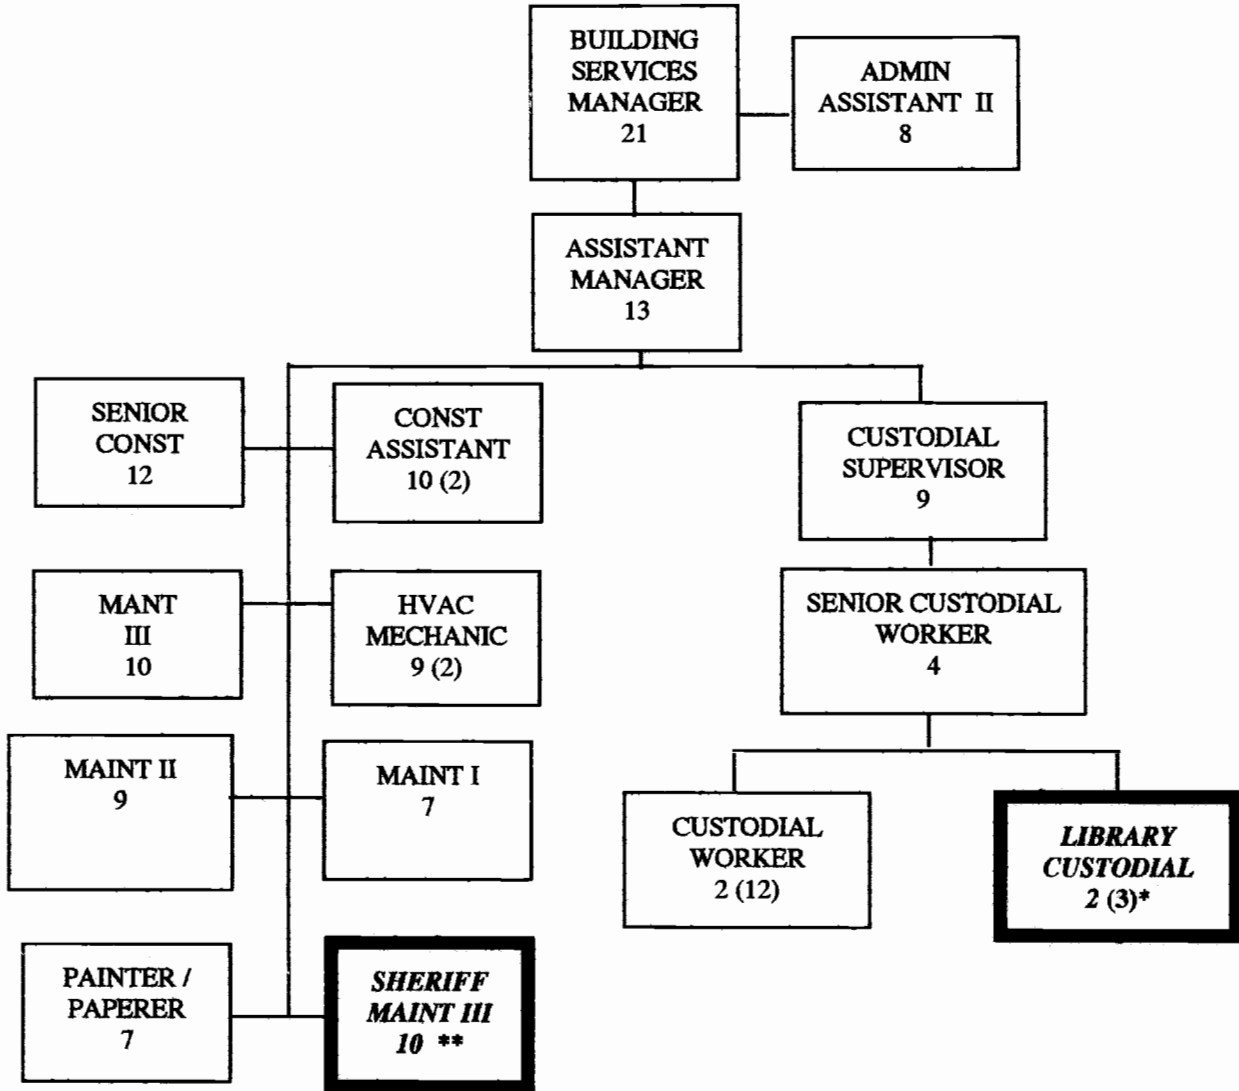 BUILDING
SERVICES
MANAGER
21
ADMIN
ASSISTANT II
8
ASSISTANT
MANAGER
13
SENIOR
CONST
12
CONST
ASSISTANT
10 (2)
CUSTODIAL
SUPERVISOR
9
MANT
III
10
HVAC
MECHANIC
9 (2)
SENIOR CUSTODIAL
WORKER
4
MAINT II
9
MAINT I
7
CUSTODIAL
WORKER
2 (12)
LIBRARY
CUSTODIAL
2 (3)*
PAINTER /
PAPERER
7
SHERIFF
MAINT III
10 **